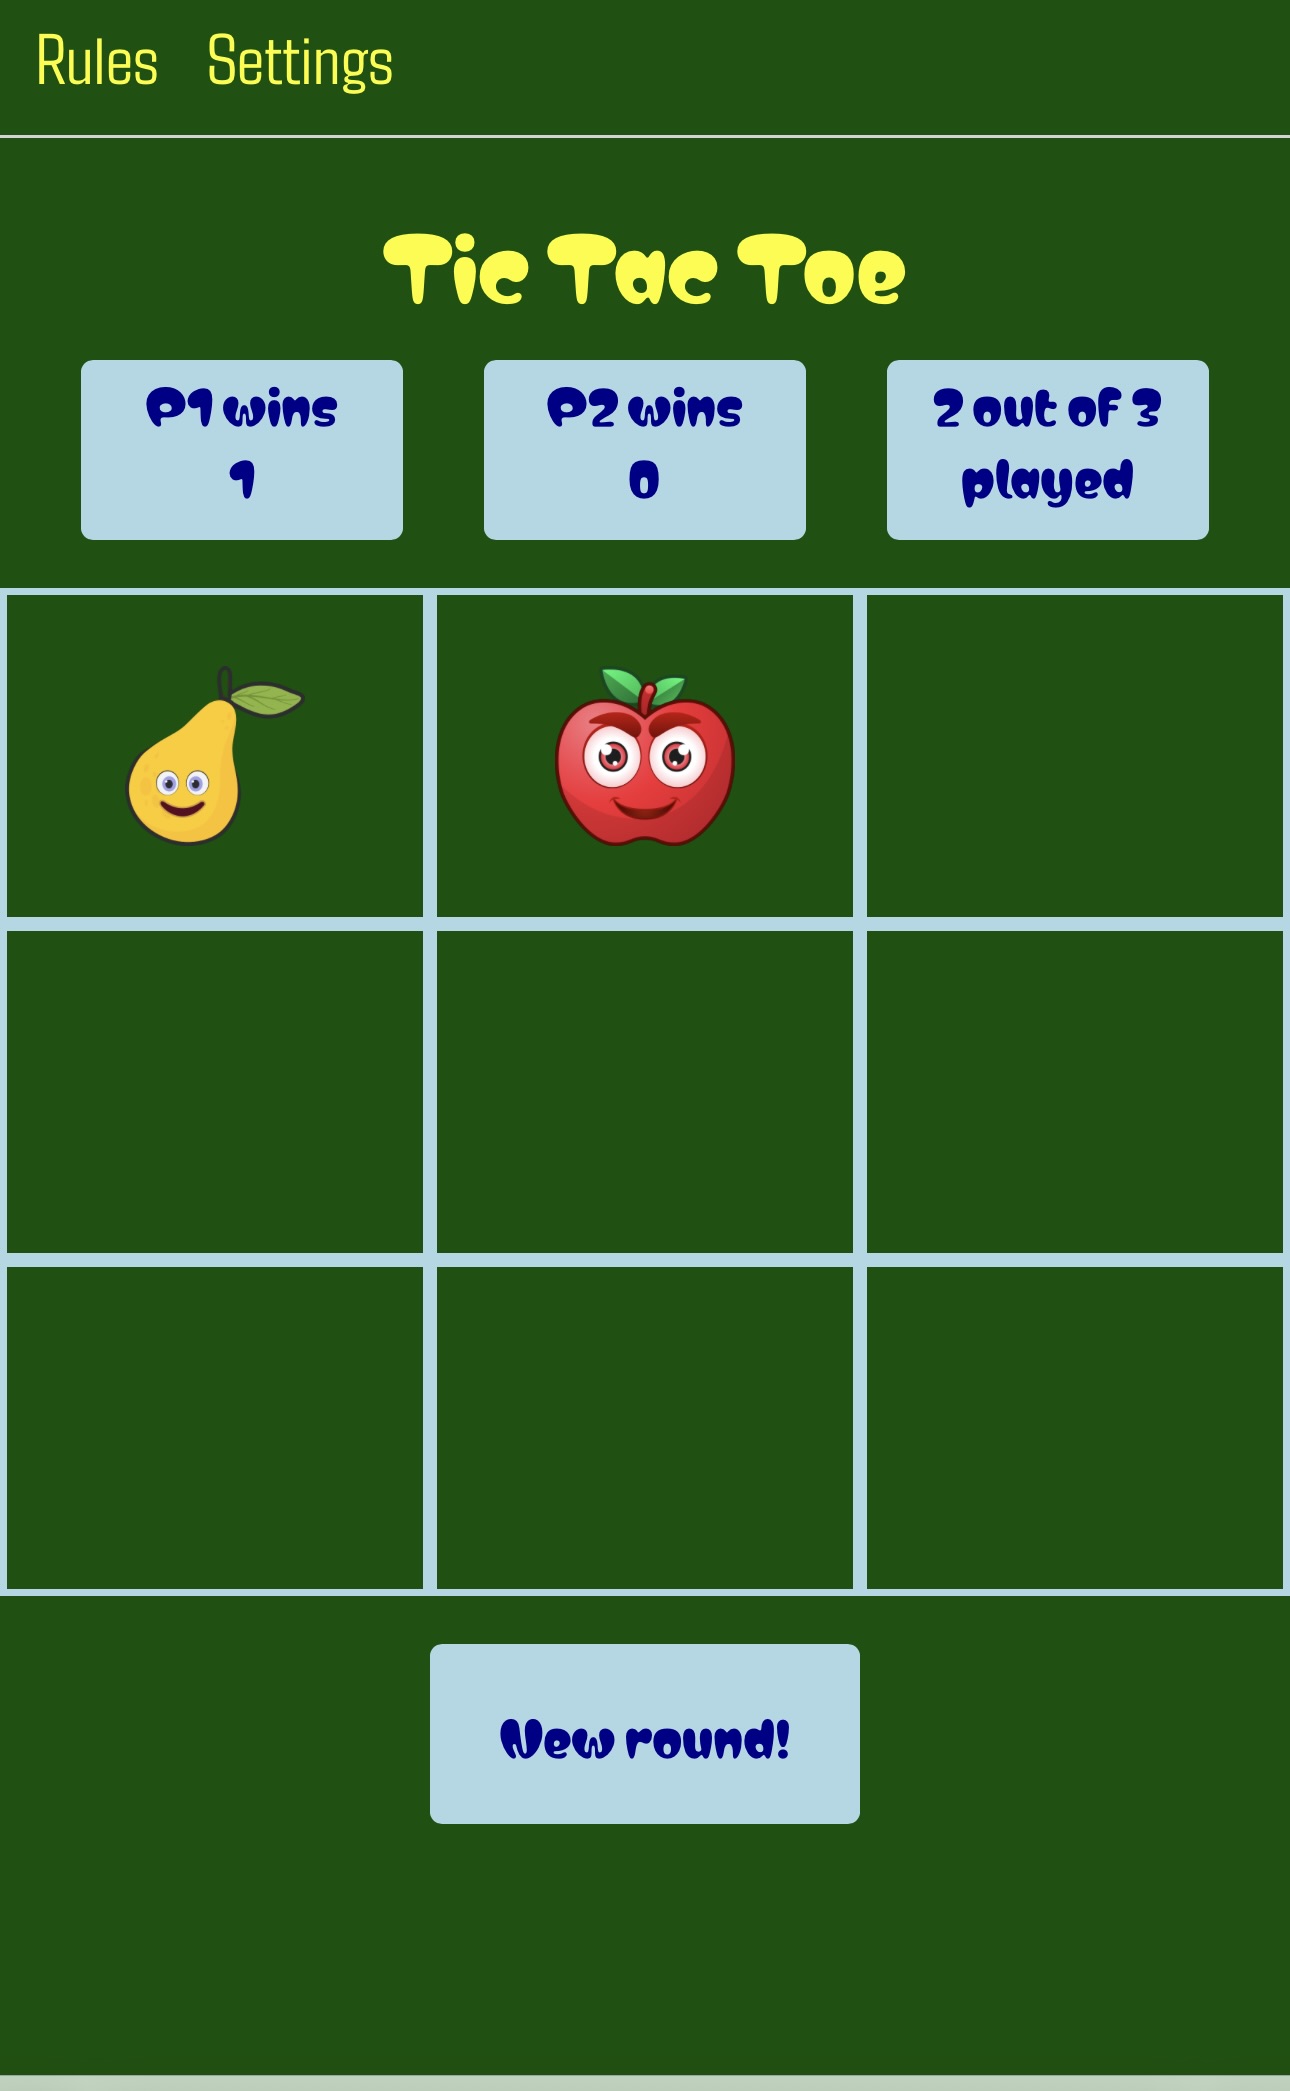 Rules Settings
Tic Tac Toe
P1 wins
1
P2 wins
0
2 out of 3
played
New round!